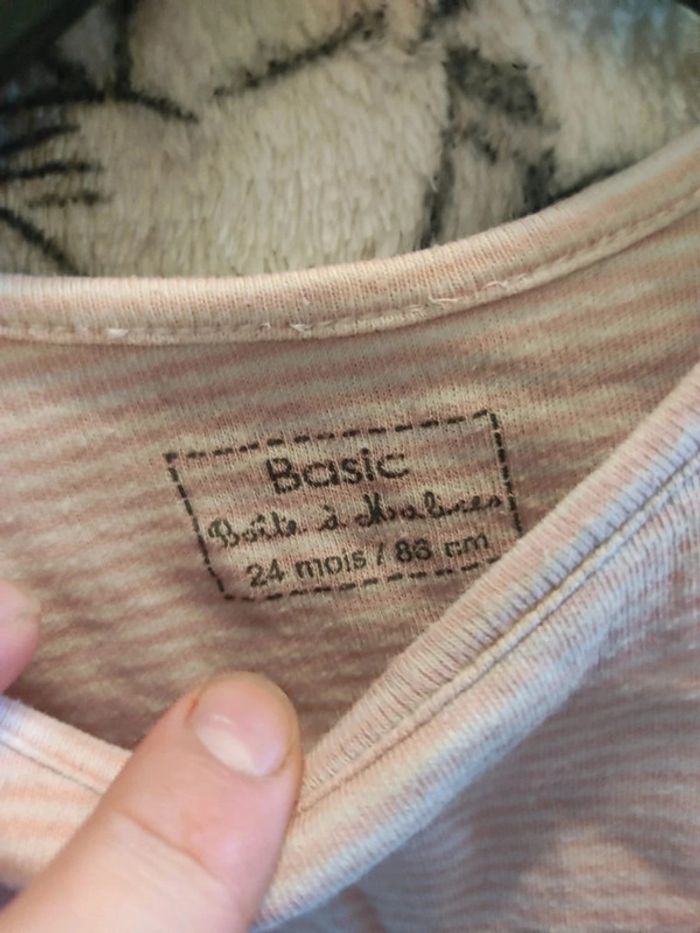 Basic
Boîte à Malices
24 mois / 86 cm